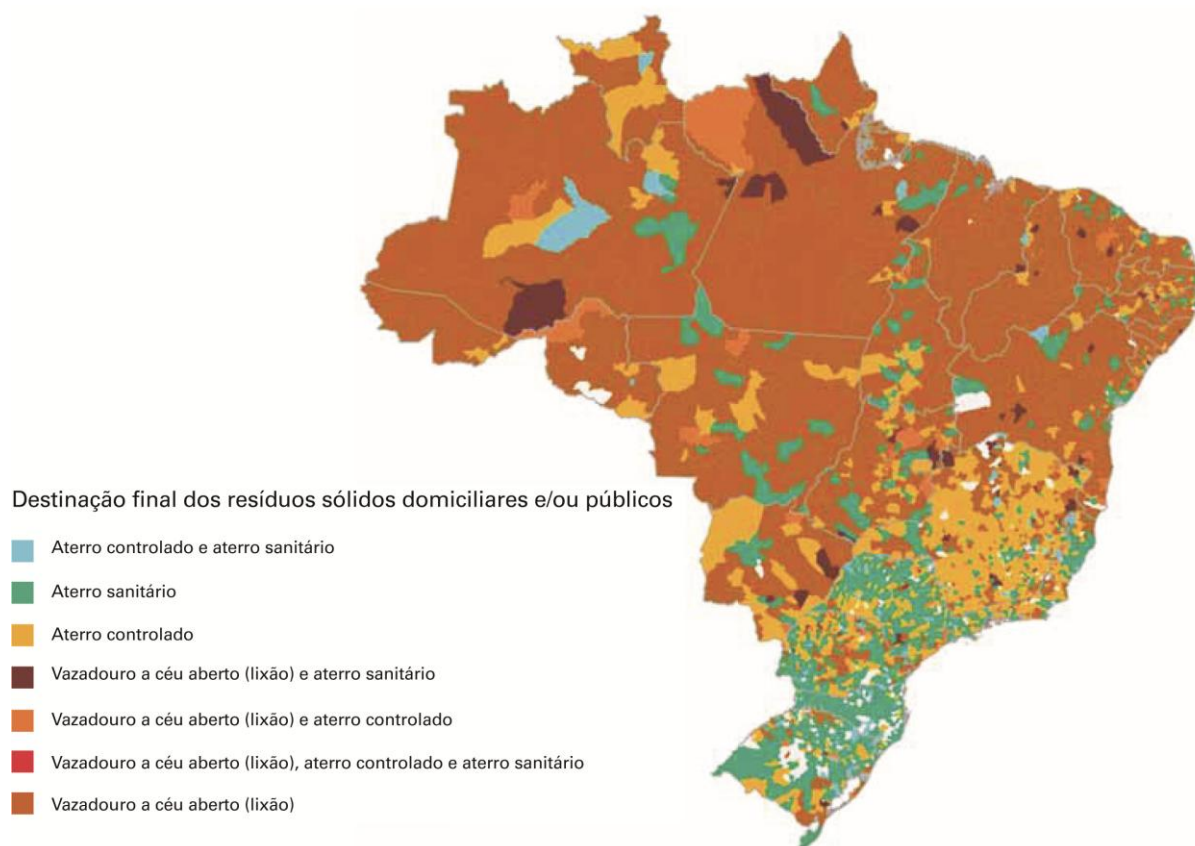 Destinação final dos resíduos sólidos domiciliares e/ou públicos
Aterro controlado e aterro sanitário
Aterro sanitário
Aterro controlado
Vazadouro a céu aberto (lixão) e aterro sanitário
Vazadouro a céu aberto (lixão) e aterro controlado
Vazadouro a céu aberto (lixão), aterro controlado e aterro sanitário
Vazadouro a céu aberto (lixão)